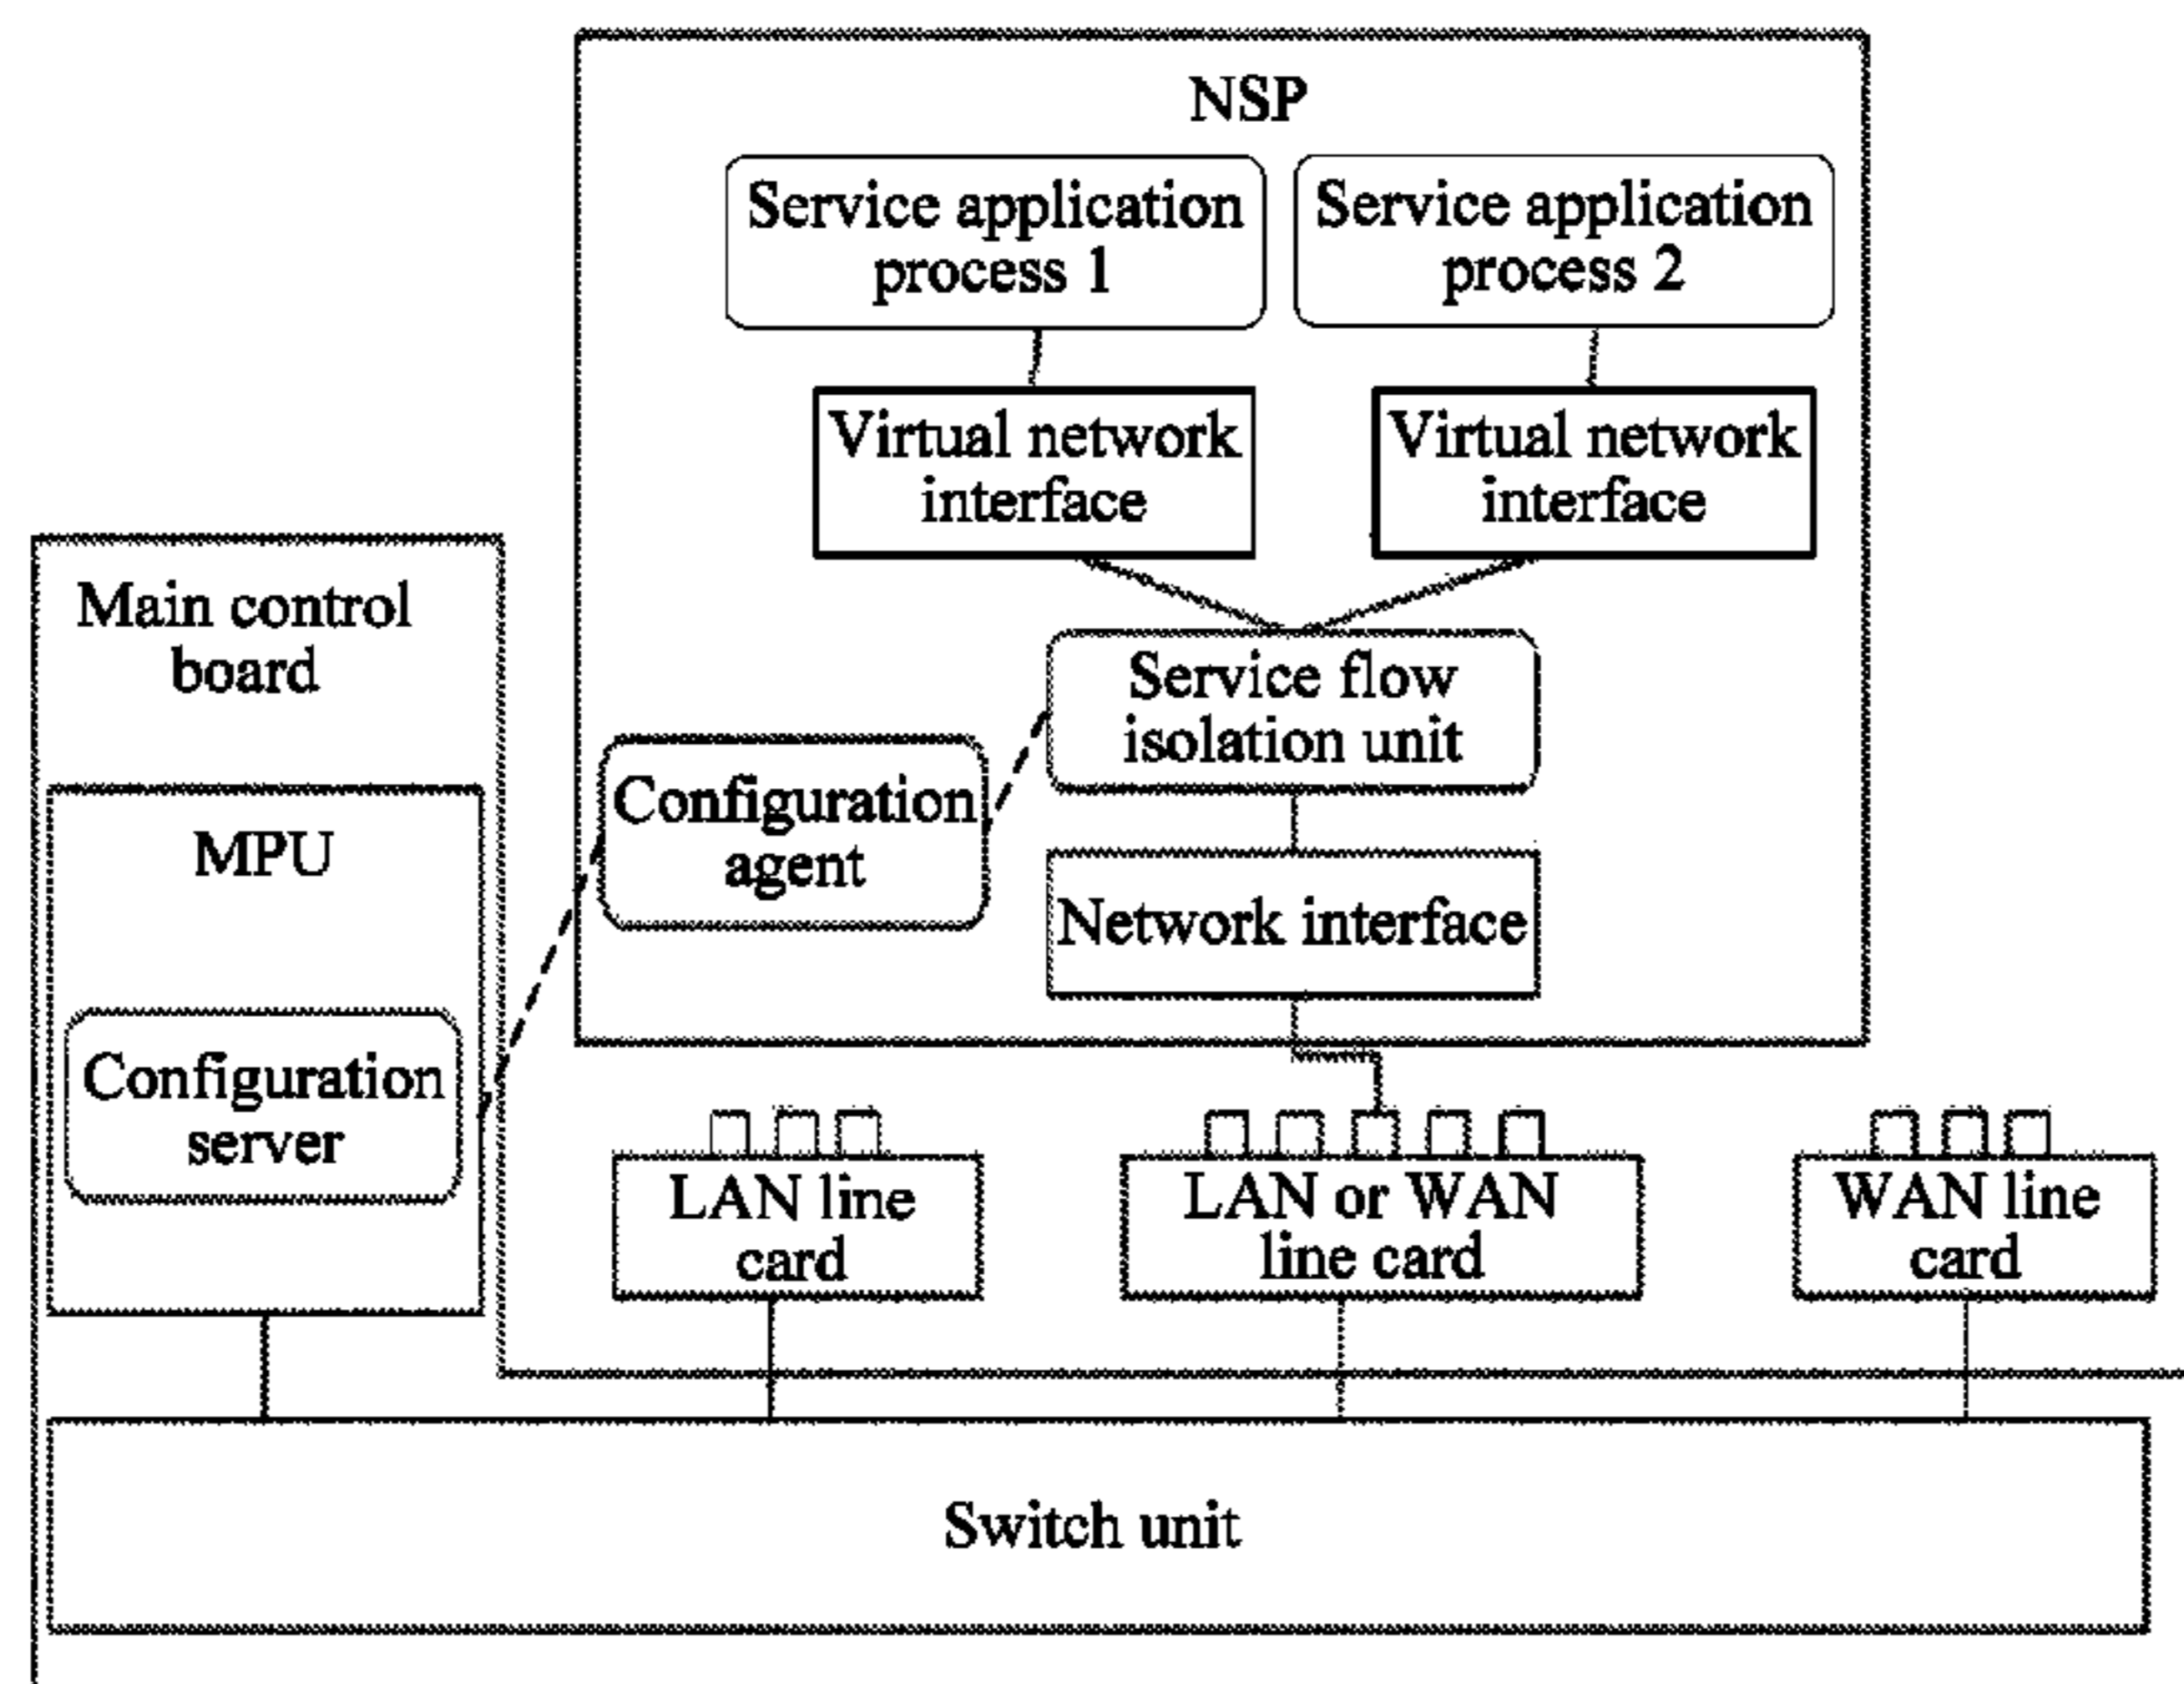 NSP
Service application
process 1
Service application
process 2
Virtual network
interface
Virtual network
interface
Main control
board
Service flow
isolation unit
Configuration
agent
MPU
Network interface
Configuration
server
LAN line
card
LAN or WAN
line card
WAN line
card
Switch unit